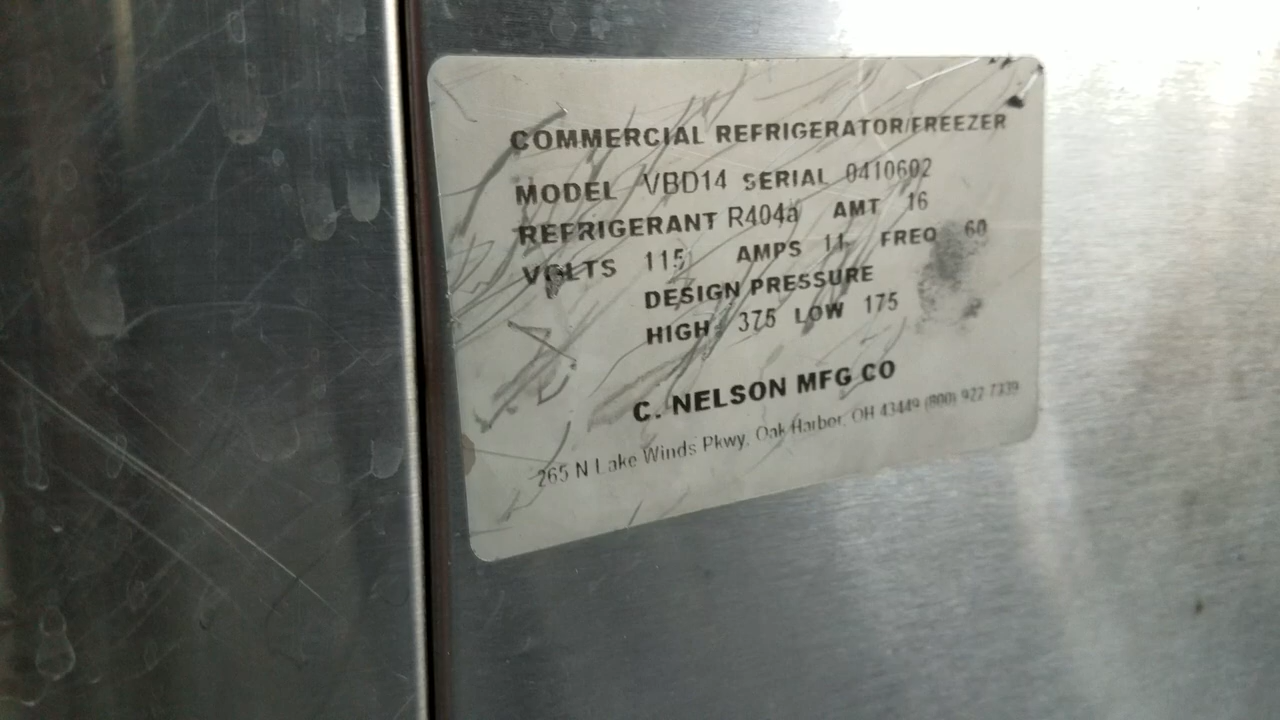 COMMERCIAL REFRIGERATOR/FREEZER
MODEL VBD14 SERIAL 0410602
REFRIGERANT R404a AMT 16
VOLTS 115 AMPS 11 FREQ 60
DESIGN PRESSURE
HIGH 375 LOW 175
C. NELSON MFG CO
265 N Lake Winds Pkwy. Oak Harbor, OH 43449 (800) 922 7339